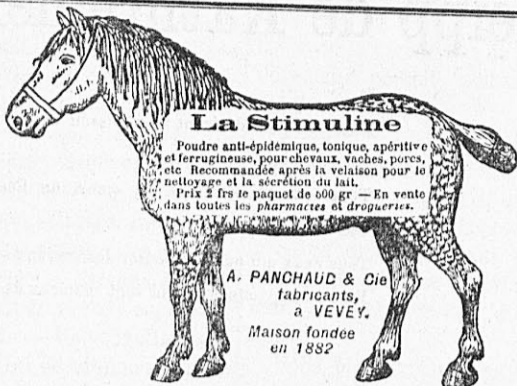 La Stimuline
Poudre anti-épidémique, tonique, apéritive
et ferrugineuse, pour chevaux, vaches, porcs,
etc Recommandée après la velaison pour le
nettoyage et la sécrétion du lait.
Prix 2 frs le paquet de 500 gr — En vente
dans toutes les pharmacies et drogueries.
A. PANCHAUD & Cie
fabricants,
a VEVEY.
Maison fondée
en 1882